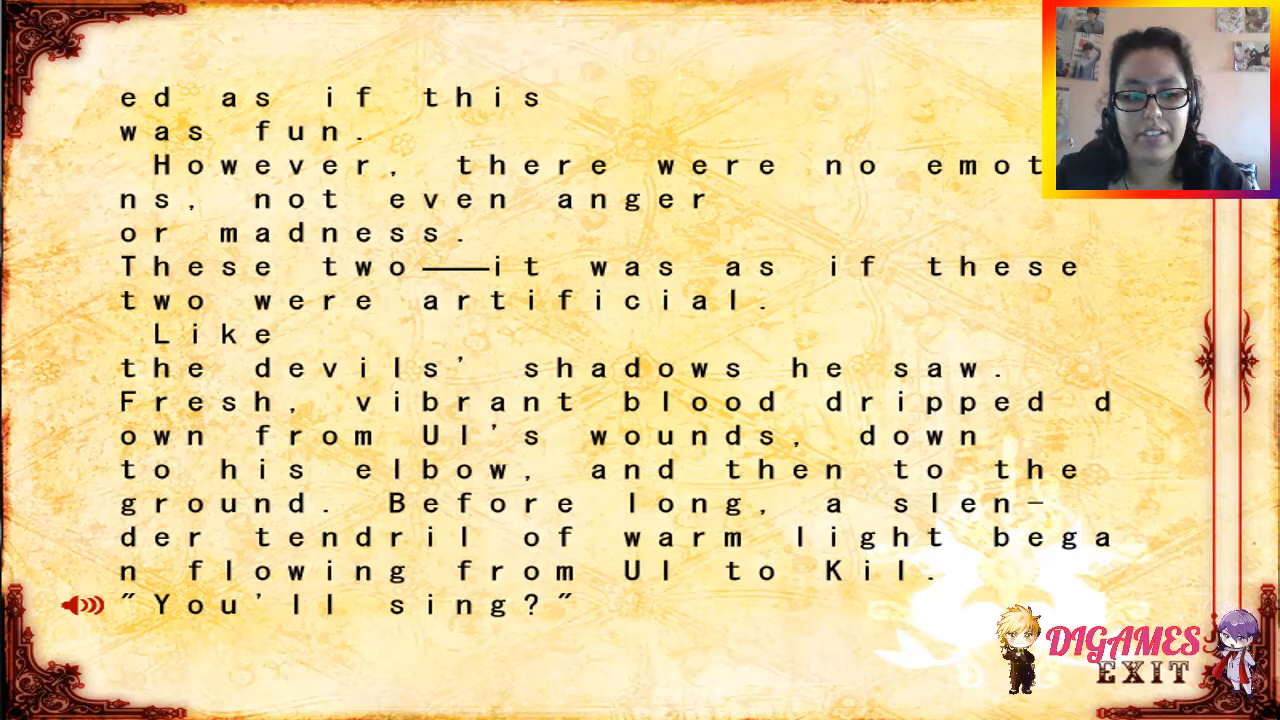 ed as if this
was fun.
However, there were no emot
ns, not even anger
or madness.
These two——it was as if these
two were artificial.
Like
the devils' shadows he saw.
Fresh, vibrant blood dripped d
own from Ul's wounds, down
to his elbow, and then to the
ground. Before long, a slen-
der tendril of warm light bega
n flowing from Ul to Kil.
"You'll sing?"
DIGAMES
EXIT